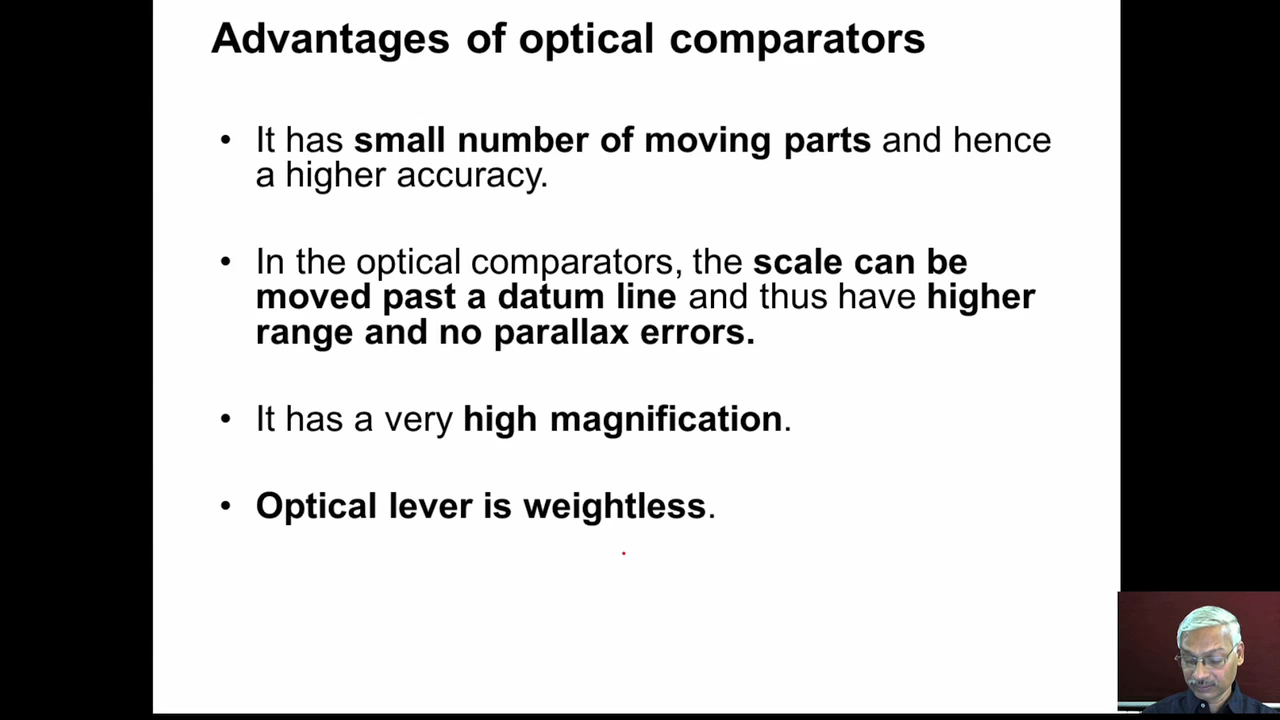 Advantages of optical comparators
• It has small number of moving parts and hence
a higher accuracy.
• In the optical comparators, the scale can be
moved past a datum line and thus have higher
range and no parallax errors.
• It has a very high magnification.
• Optical lever is weightless.